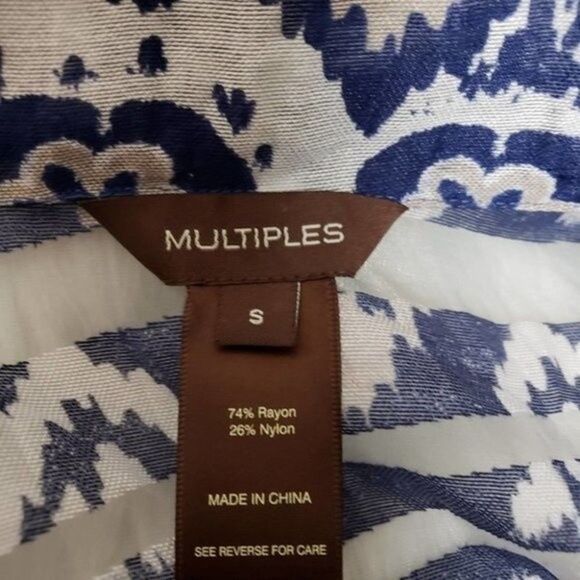 MULTIPLES
S
74% Rayon
26% Nylon
MADE IN CHINA
SEE REVERSE FOR CARE